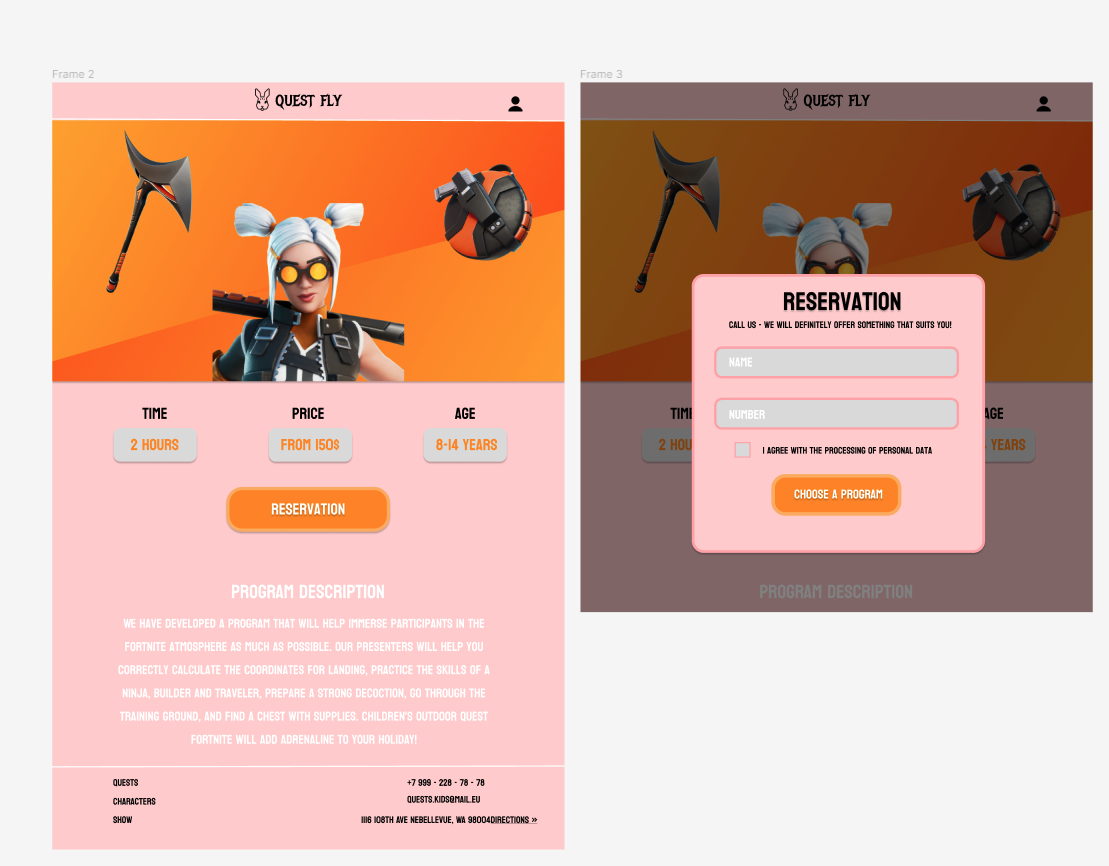 Frame 2
QUEST FLY
TIME
PRICE
AGE
2 HOURS
FROM 150$
8-14 YEARS
RESERVATION
PROGRAM DESCRIPTION
WE HAVE DEVELOPED A PROGRAM THAT WILL HELP IMMERSE PARTICIPANTS IN THE
FORTNITE ATMOSPHERE AS MUCH AS POSSIBLE. OUR PRESENTERS WILL HELP YOU
CORRECTLY CALCULATE THE COORDINATES FOR LANDING, PRACTICE THE SKILLS OF A
NINJA, BUILDER AND TRAVELER, PREPARE A STRONG DECOCTION, GO THROUGH THE
TRAINING GROUND, AND FIND A CHEST WITH SUPPLIES. CHILDREN'S OUTDOOR QUEST
FORTNITE WILL ADD ADRENALINE TO YOUR HOLIDAY!
QUESTS
CHARACTERS
SHOW
+7 999 - 228 - 78 - 78
QUESTS.KIDS@MAIL.EU
1116 108TH AVE NEBELLEVUE, WA 98004DIRECTIONS »
Frame 3
QUEST FLY
RESERVATION
CALL US - WE WILL DEFINITELY OFFER SOMETHING THAT SUITS YOU!
NAME
NUMBER
I AGREE WITH THE PROCESSING OF PERSONAL DATA
CHOOSE A PROGRAM
TIM
AGE
2 HOU
YEARS
PROGRAM DESCRIPTION